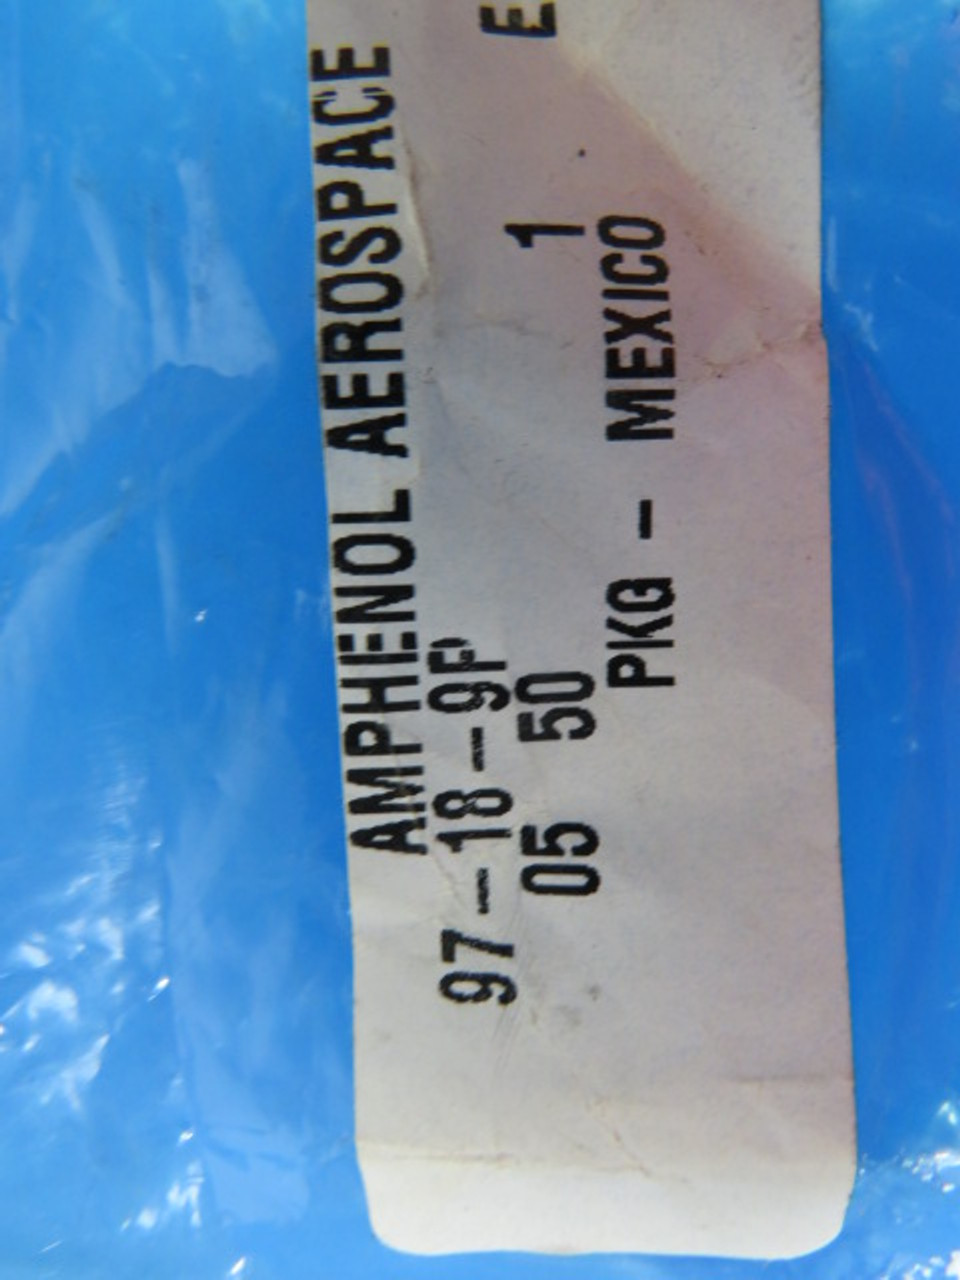 AMPHENOL AEROSPACE
97-18-9P E
05 50 1
PKG - MEXICO